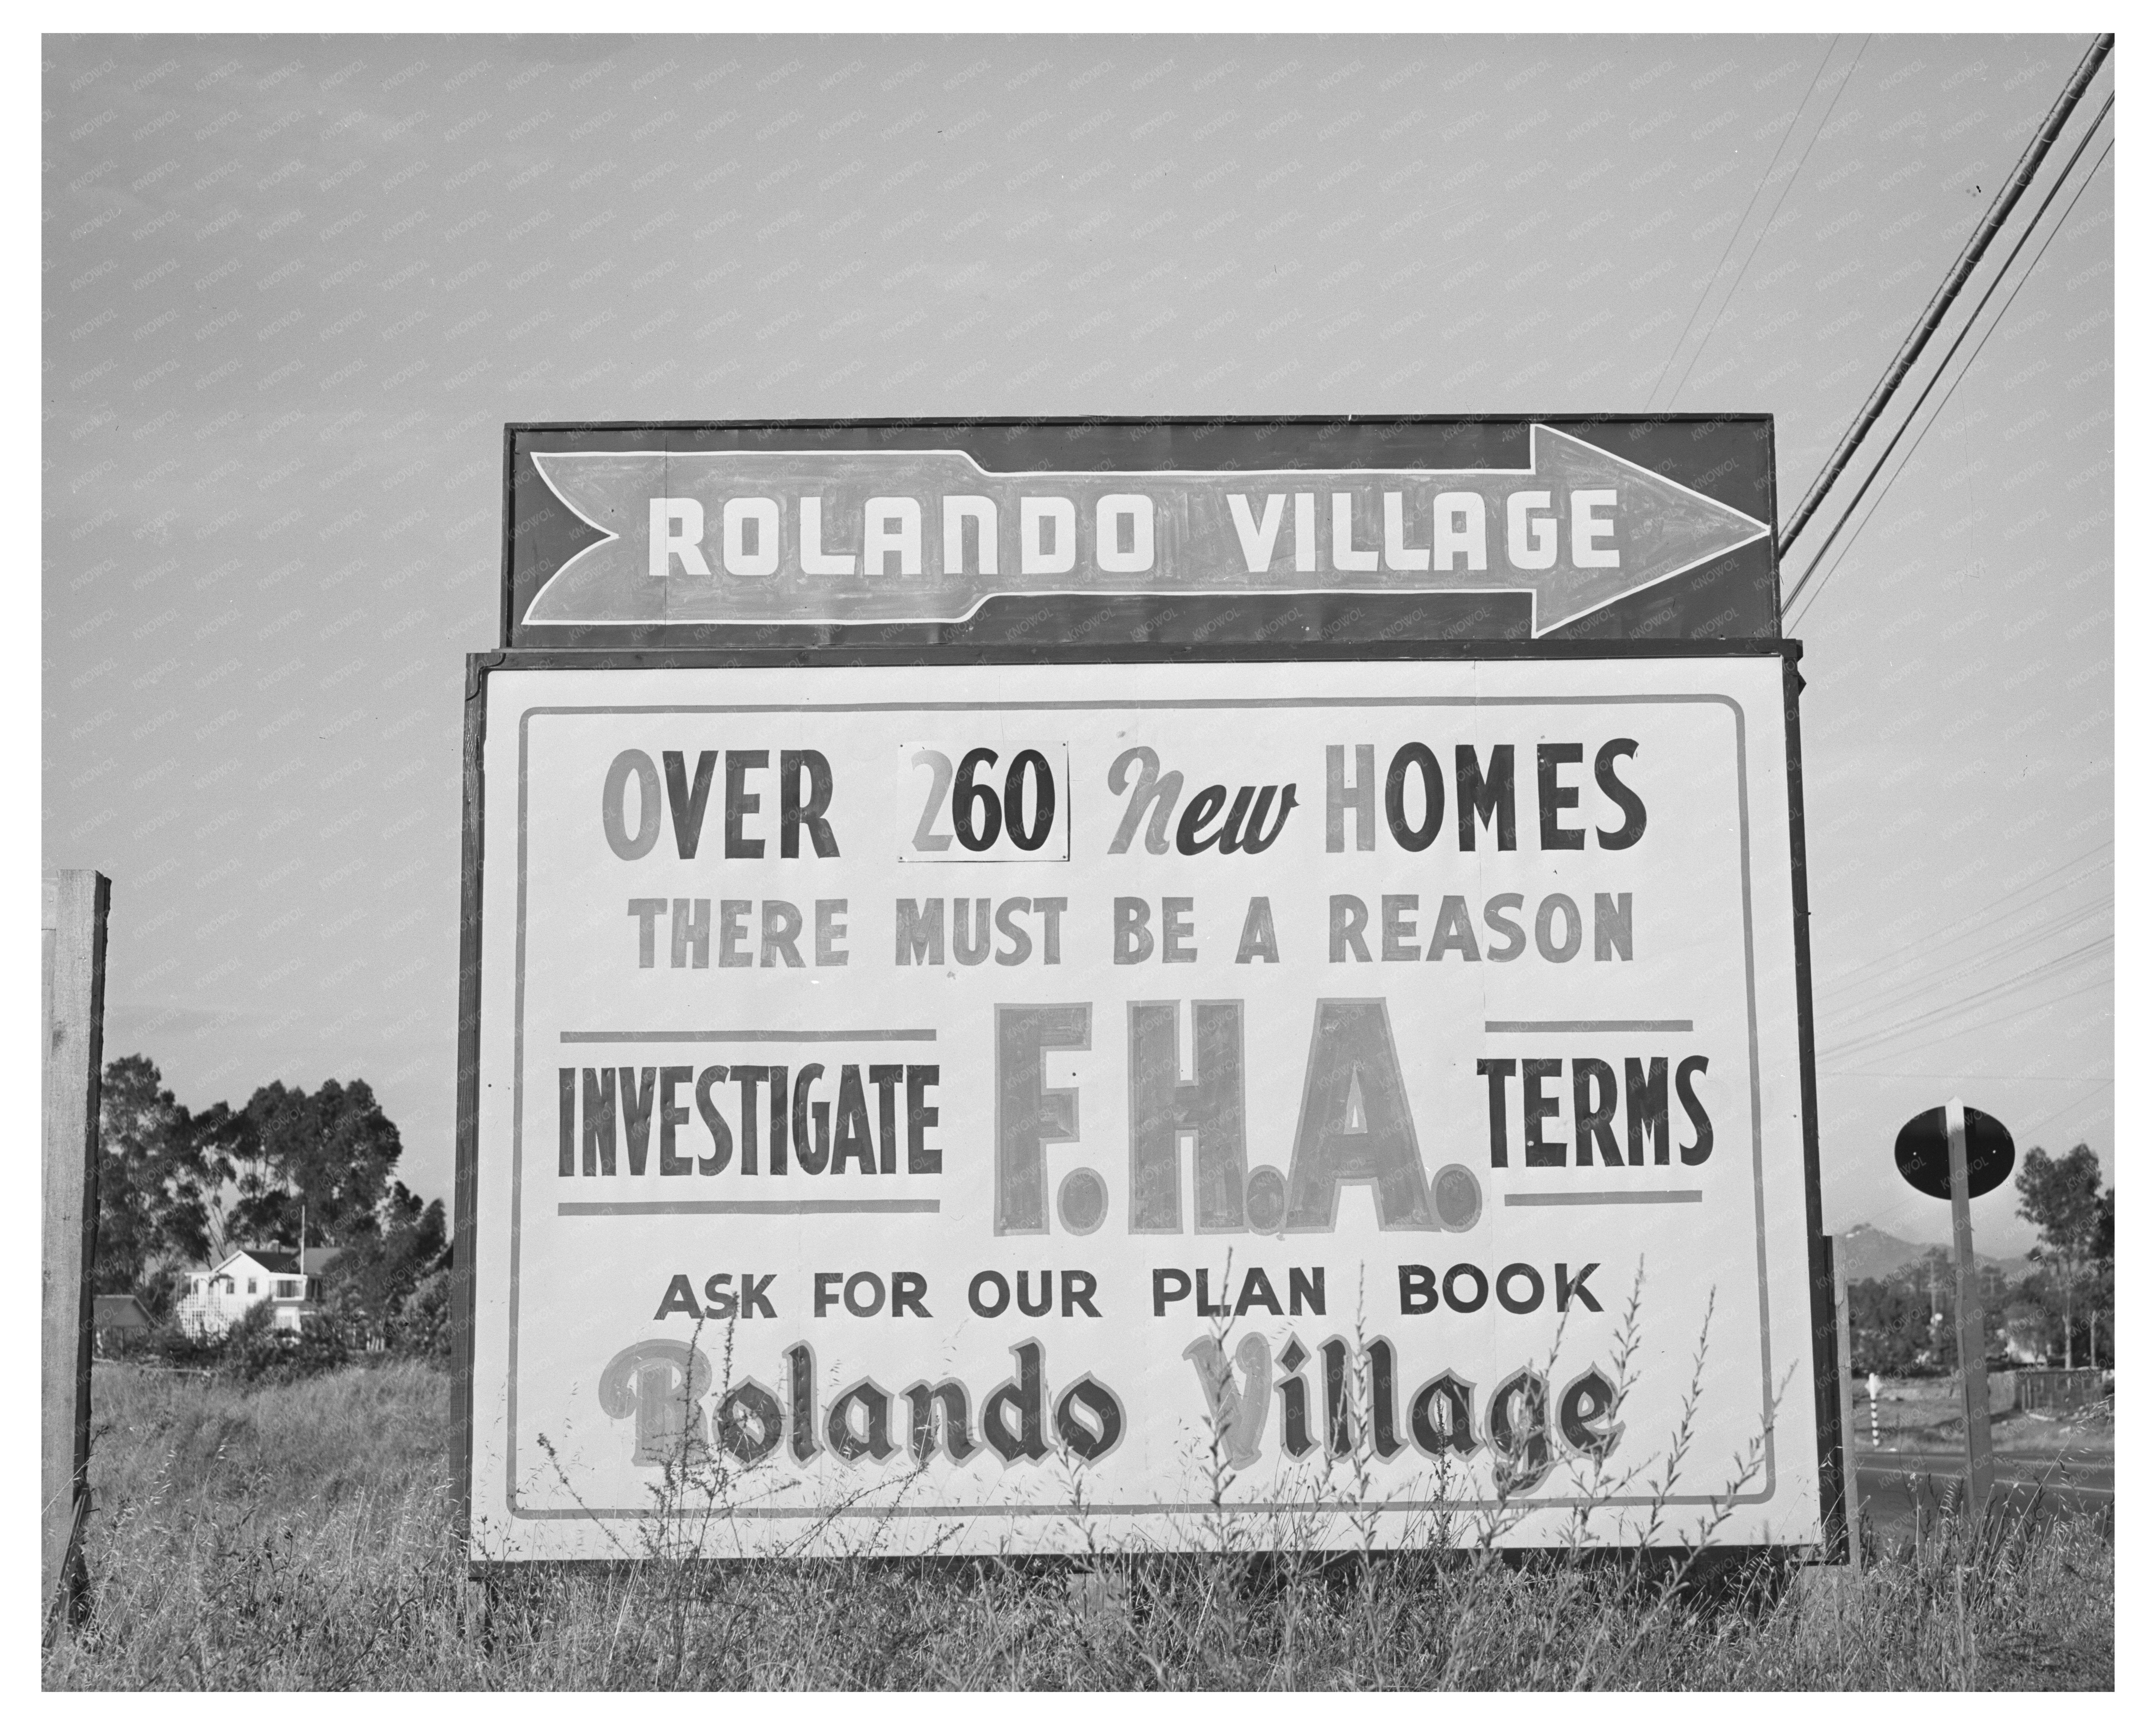 ROLANDO VILLAGE
OVER 260 New HOMES
THERE MUST BE A REASON
INVESTIGATE F.H.A. TERMS
ASK FOR OUR PLAN BOOK
Rolando Village
KNOWOL